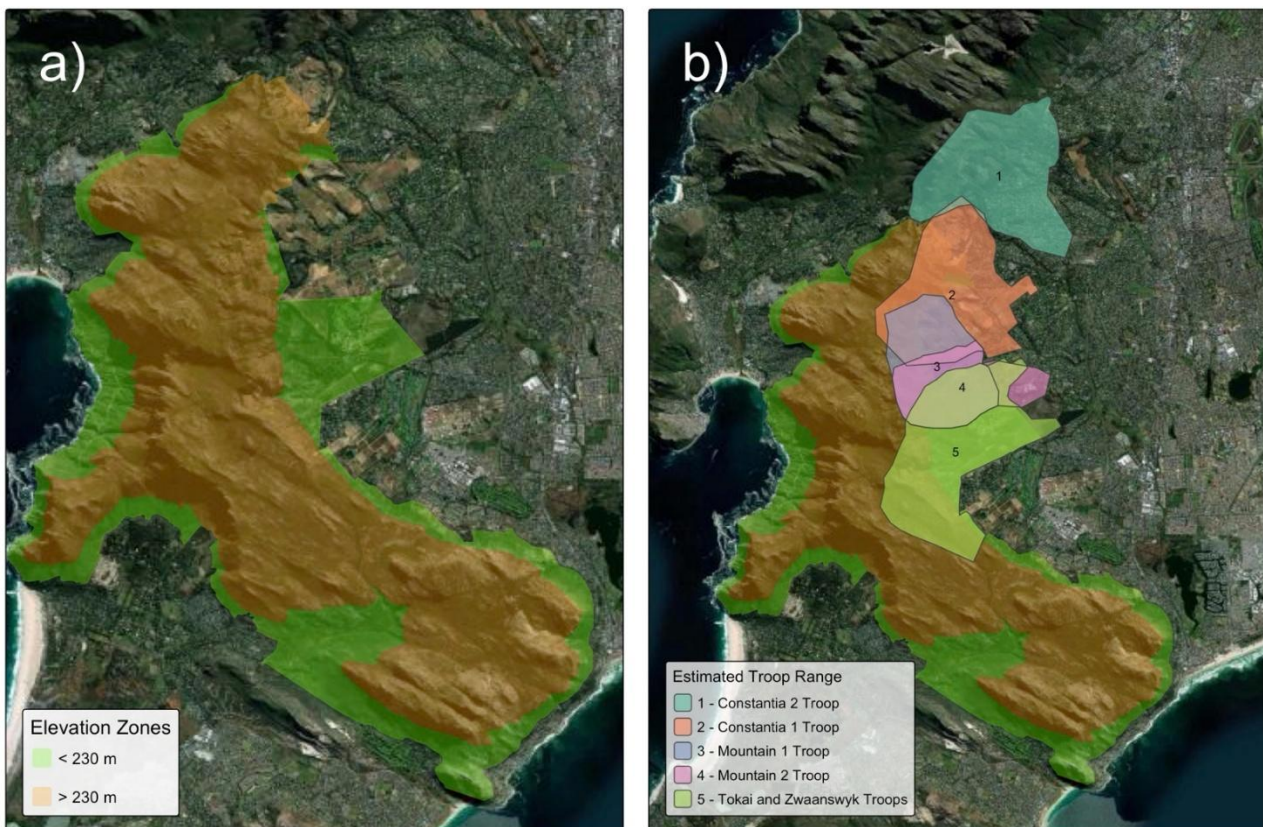 a)
Elevation Zones
< 230 m
> 230 m
b)
1
2
3
4
5
Estimated Troop Range
1 - Constantia 2 Troop
2 - Constantia 1 Troop
3 - Mountain 1 Troop
4 - Mountain 2 Troop
5 - Tokai and Zwaanswyk Troops